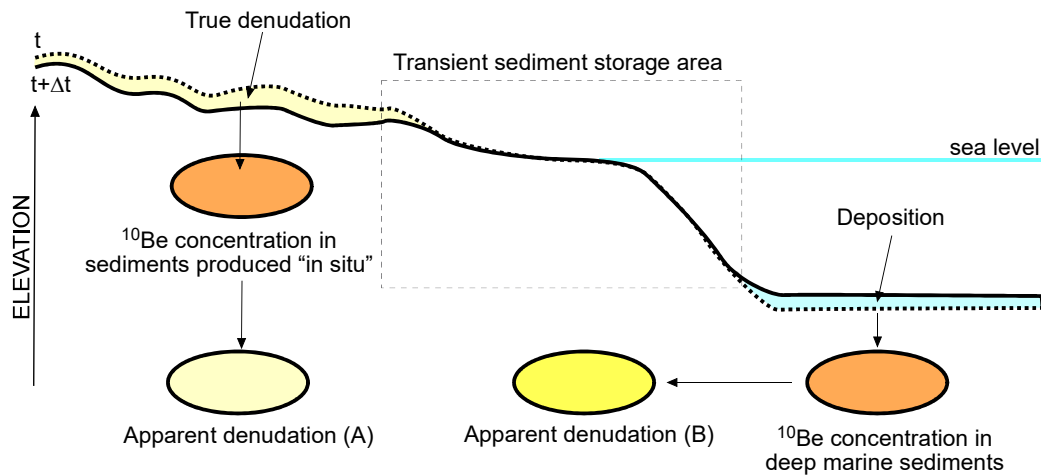 True denudation
t
t+Δt
Transient sediment storage area
sea level
ELEVATION
Deposition
¹⁰Be concentration in
sediments produced “in situ”
Apparent denudation (A)
Apparent denudation (B)
¹⁰Be concentration in
deep marine sediments